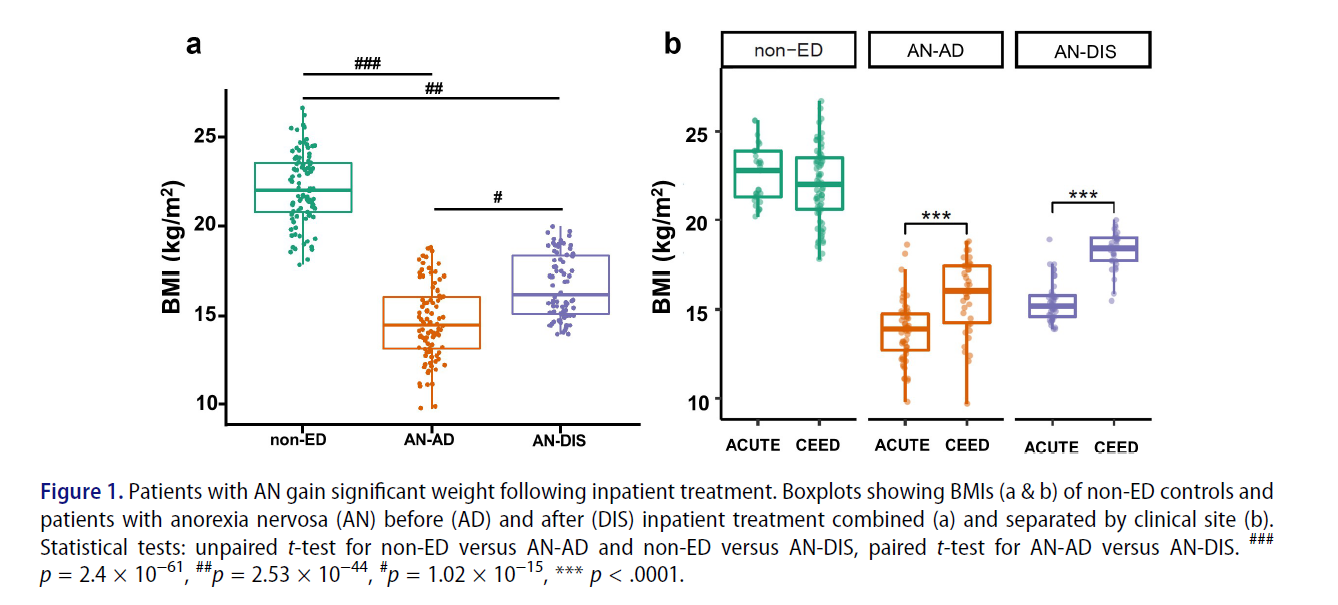 a
###
##
#
BMI (kg/m²)
25
20
15
10
non-ED
AN-AD
AN-DIS
b
non−ED
AN-AD
AN-DIS
BMI (kg/m²)
25
20
15
10
***
***
ACUTE CEED
ACUTE CEED
ACUTE CEED
Figure 1. Patients with AN gain significant weight following inpatient treatment. Boxplots showing BMIs (a & b) of non-ED controls and
patients with anorexia nervosa (AN) before (AD) and after (DIS) inpatient treatment combined (a) and separated by clinical site (b).
Statistical tests: unpaired t-test for non-ED versus AN-AD and non-ED versus AN-DIS, paired t-test for AN-AD versus AN-DIS. ###
p = 2.4 × 10⁻⁶¹, ##p = 2.53 × 10⁻⁴⁴, #p = 1.02 × 10⁻¹⁵, *** p < .0001.